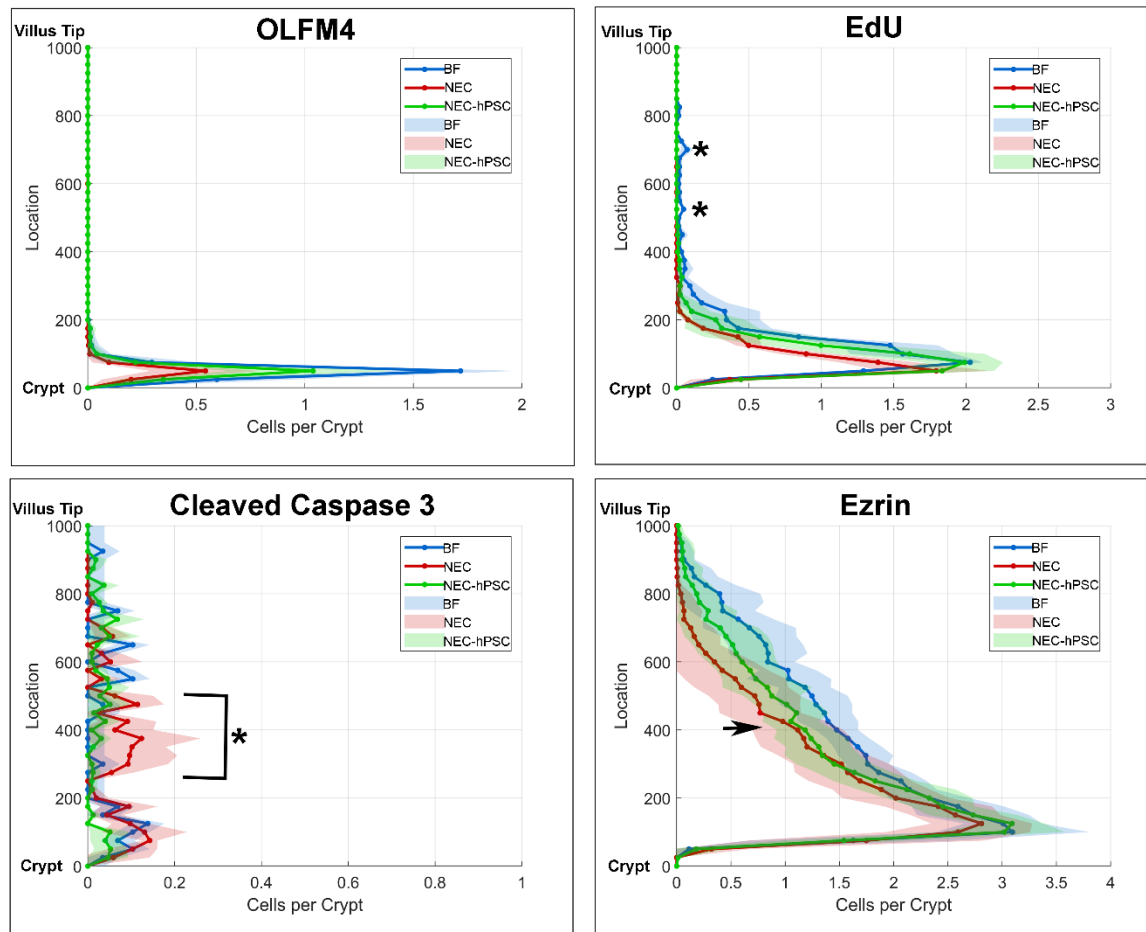 OLFM4
Villus Tip
1000
800
600
400
200
Crypt
Location
0
0.5
1
1.5
2
Cells per Crypt
BF
NEC
NEC-hPSC
BF
NEC
NEC-hPSC
EdU
Villus Tip
1000
800
600
400
200
Crypt
Location
0
0.5
1
1.5
2
2.5
3
Cells per Crypt
BF
NEC
NEC-hPSC
BF
NEC
NEC-hPSC
*
*
Cleaved Caspase 3
Villus Tip
1000
800
600
400
200
Crypt
Location
0
0.2
0.4
0.6
0.8
1
Cells per Crypt
BF
NEC
NEC-hPSC
BF
NEC
NEC-hPSC
*
Ezrin
Villus Tip
1000
800
600
400
200
Crypt
Location
0
0.5
1
1.5
2
2.5
3
3.5
4
Cells per Crypt
BF
NEC
NEC-hPSC
BF
NEC
NEC-hPSC